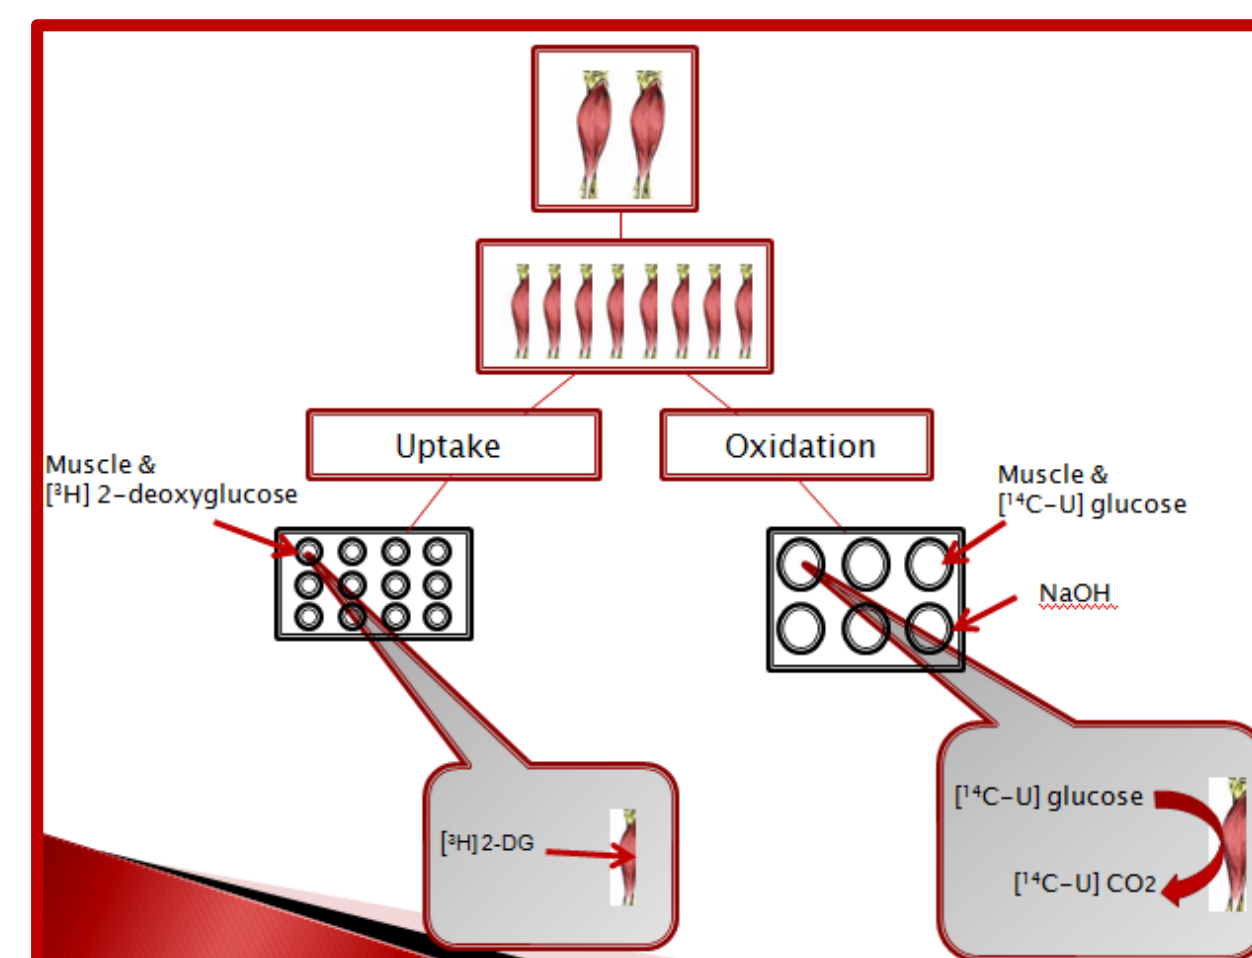 Uptake
Oxidation
Muscle &
[³H] 2-deoxyglucose
Muscle &
[¹⁴C-U] glucose
NaOH
[³H] 2-DG
[¹⁴C-U] glucose
[¹⁴C-U] CO2